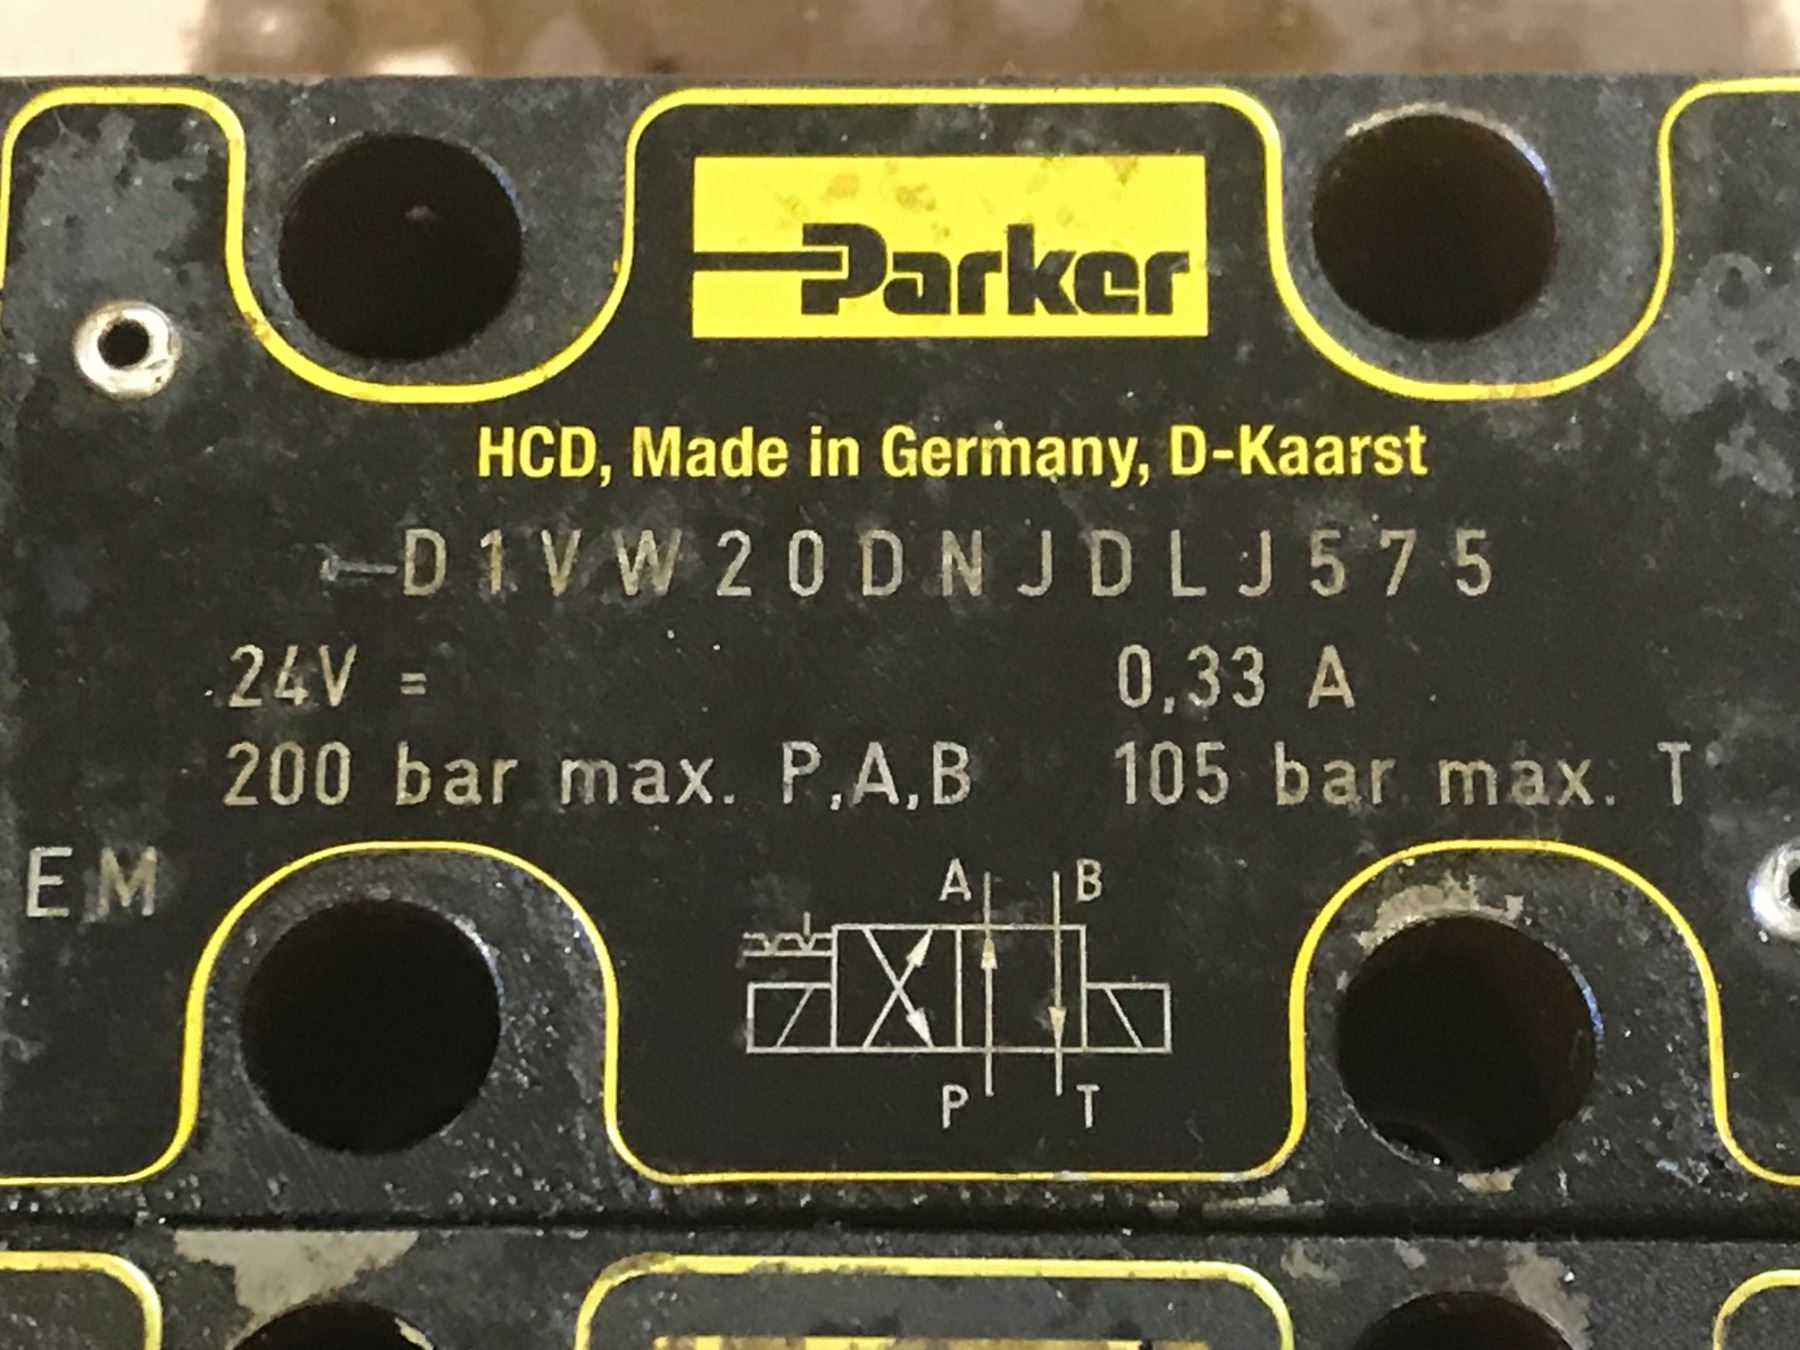 Parker
HCD, Made in Germany, D-Kaarst
D1VW20DNJDLJ575
24V = 0,33 A
200 bar max. P,A,B 105 bar max. T
EM
A B
P T